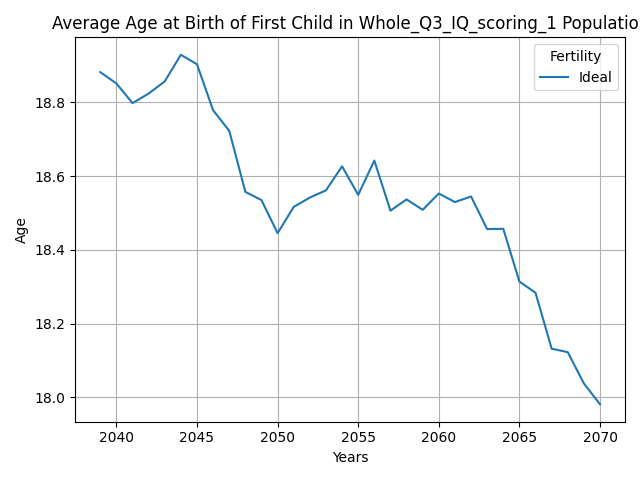 Average Age at Birth of First Child in Whole_Q3_IQ_scoring_1 Populatio
Fertility
Ideal
18.8
18.6
18.4
18.2
18.0
Age
2040 2045 2050 2055 2060 2065 2070
Years